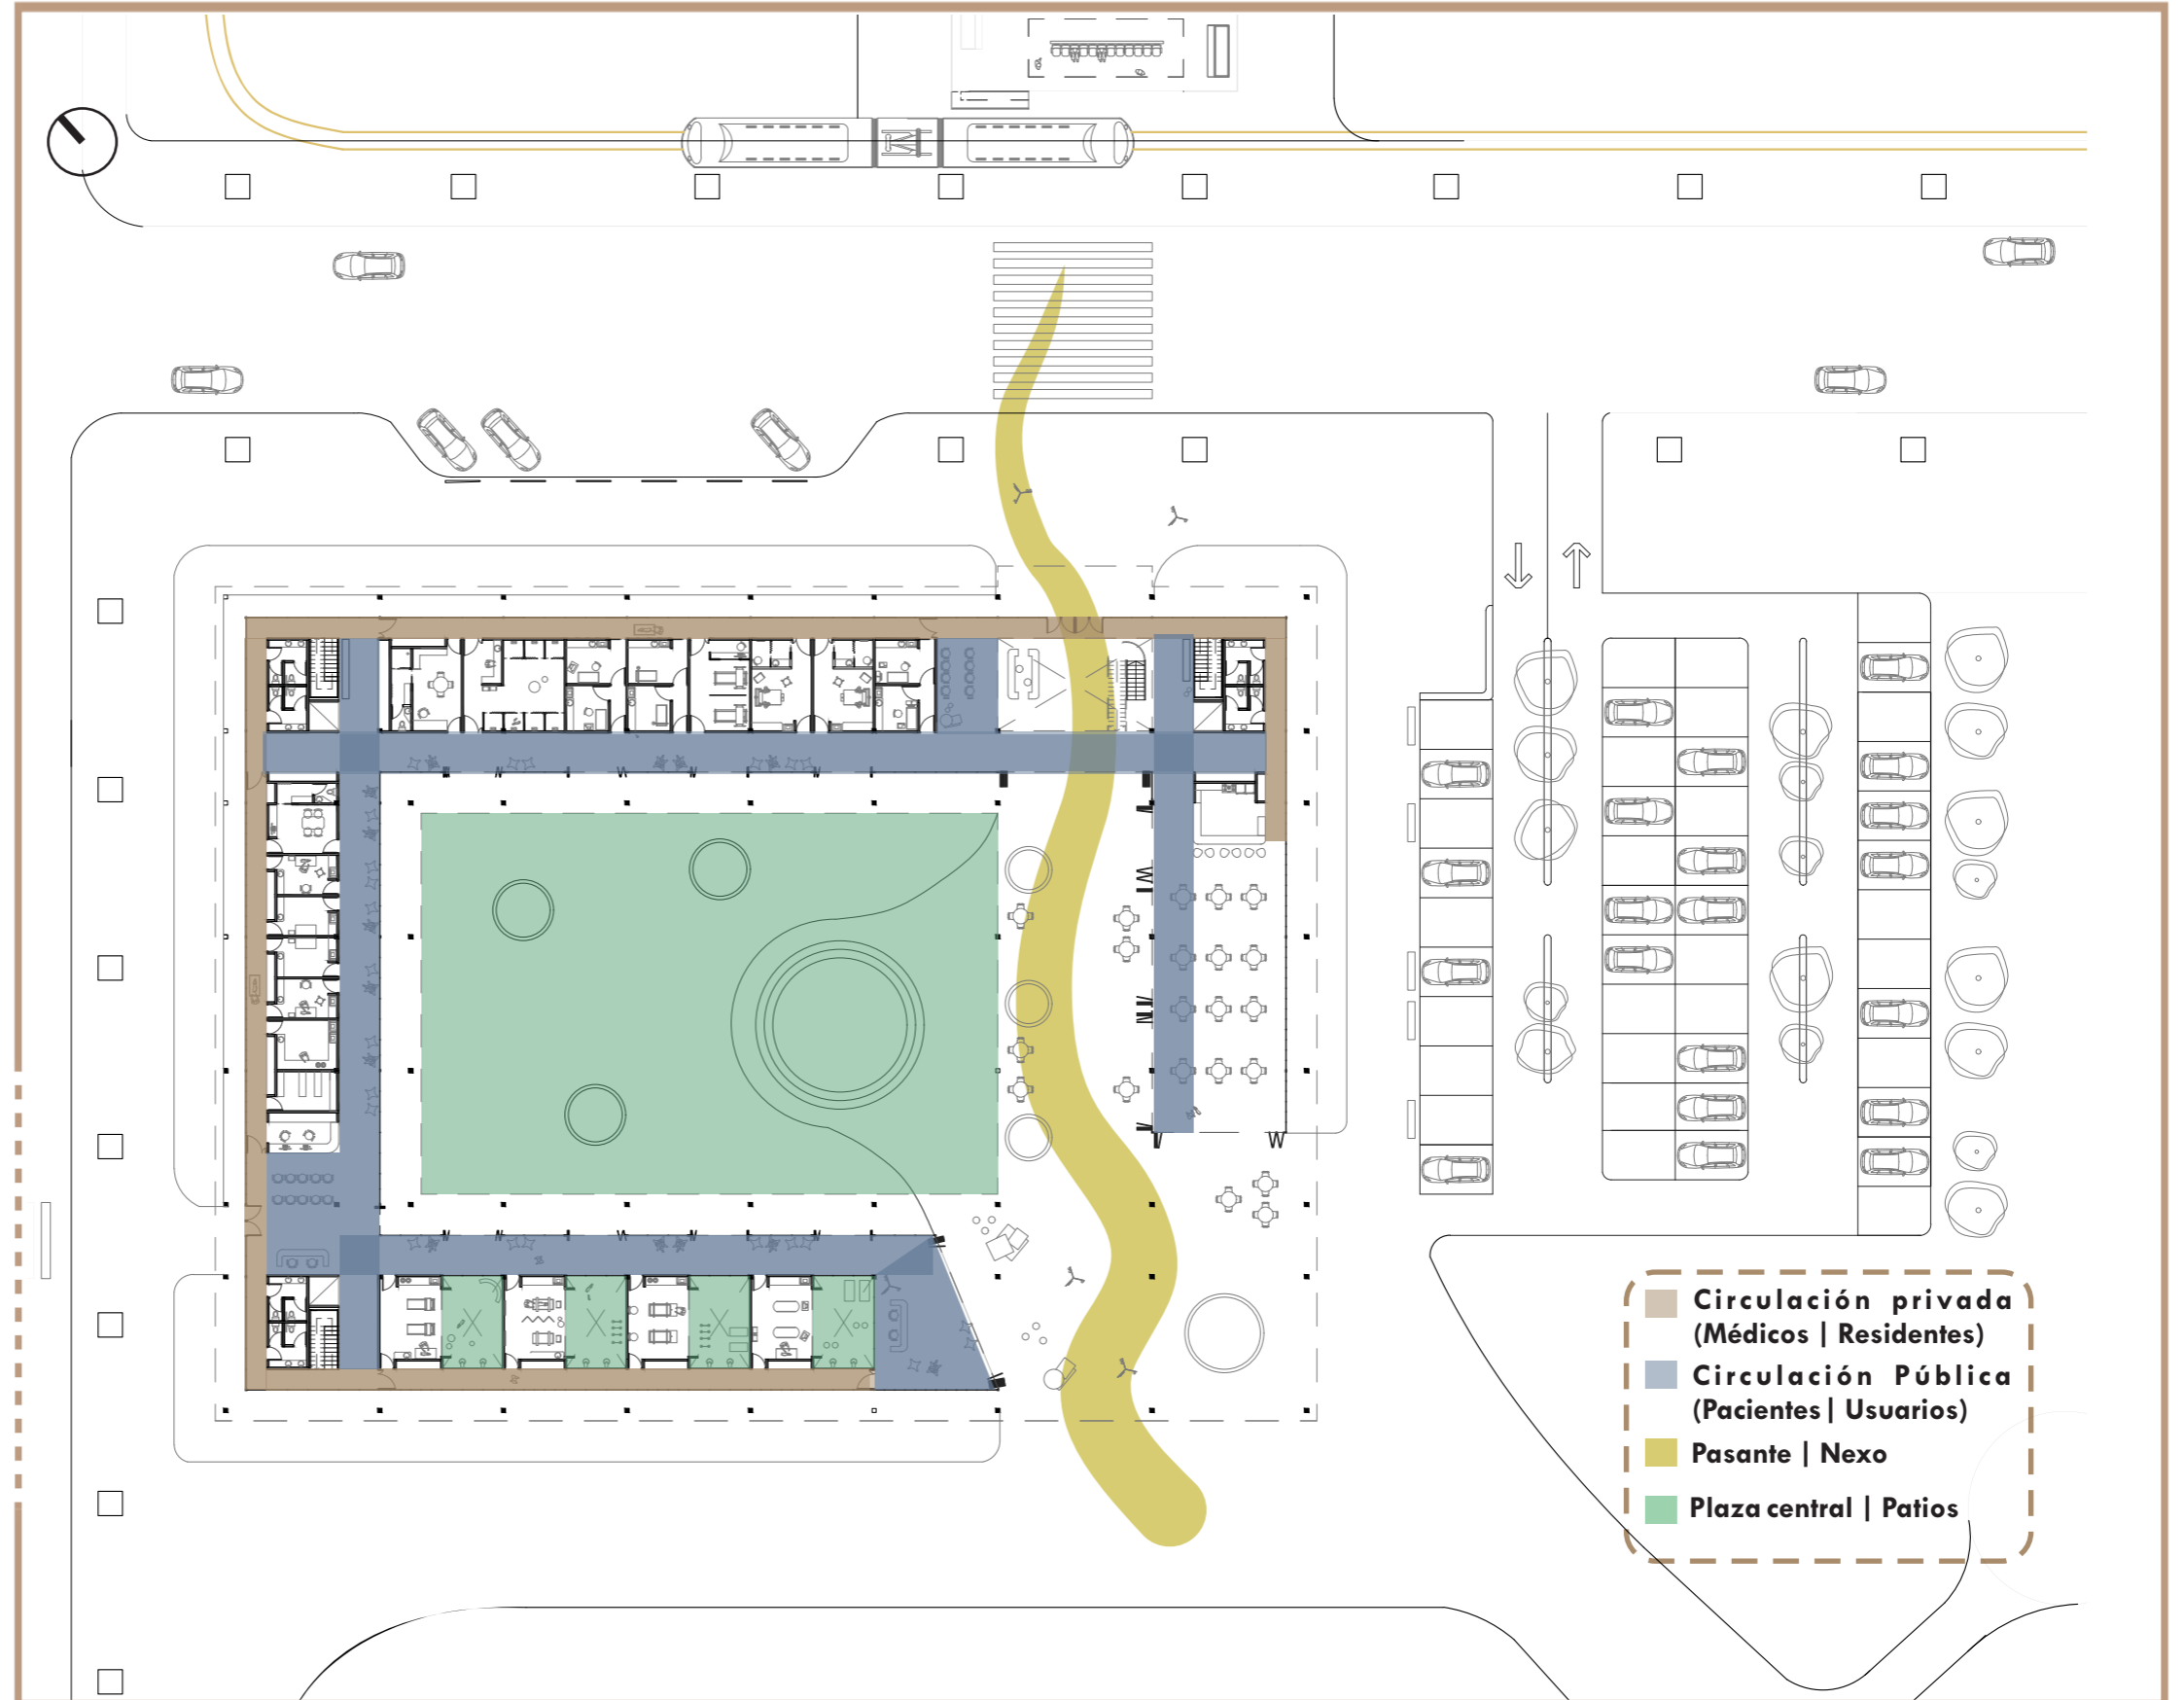 Circulación privada
(Médicos | Residentes)
Circulación Pública
(Pacientes | Usuarios)
Pasante | Nexo
Plaza central | Patios